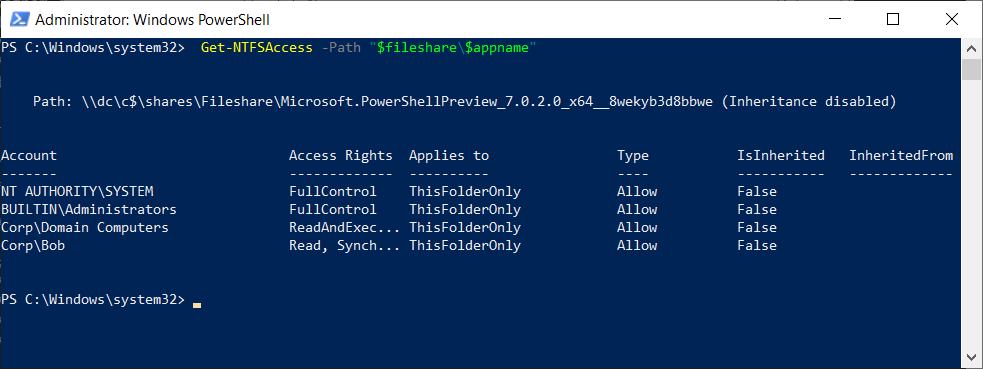 Administrator: Windows PowerShell
PS C:\Windows\system32> Get-NTFSAccess -Path "$fileshare\$appname"
Path: \\dc\c$\shares\Fileshare\Microsoft.PowerShellPreview_7.0.2.0_x64__8wekyb3d8bbwe (Inheritance disabled)
Account Access Rights Applies to Type IsInherited InheritedFrom
------- ------------- ---------- ---- ----------- -------------
NT AUTHORITY\SYSTEM FullControl ThisFolderOnly Allow False
BUILTIN\Administrators FullControl ThisFolderOnly Allow False
Corp\Domain Computers ReadAndExec... ThisFolderOnly Allow False
Corp\Bob Read, Synch... ThisFolderOnly Allow False
PS C:\Windows\system32>